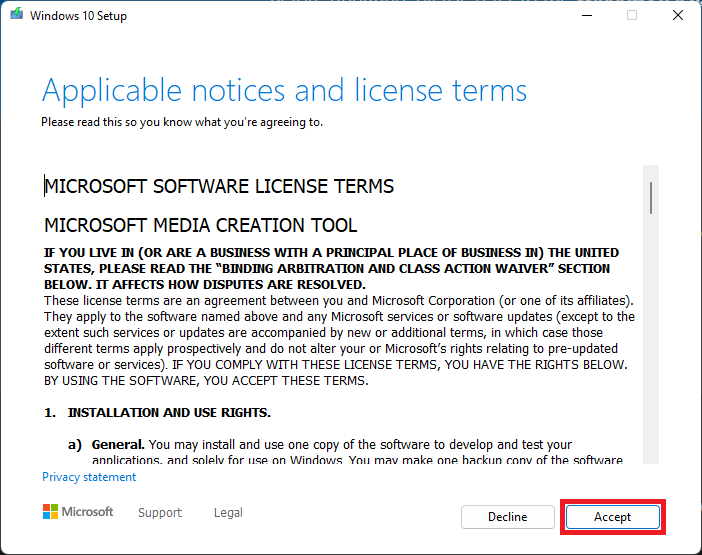 Windows 10 Setup
Applicable notices and license terms
Please read this so you know what you're agreeing to.
MICROSOFT SOFTWARE LICENSE TERMS
MICROSOFT MEDIA CREATION TOOL
IF YOU LIVE IN (OR ARE A BUSINESS WITH A PRINCIPAL PLACE OF BUSINESS IN) THE UNITED
STATES, PLEASE READ THE “BINDING ARBITRATION AND CLASS ACTION WAIVER” SECTION
BELOW. IT AFFECTS HOW DISPUTES ARE RESOLVED.
These license terms are an agreement between you and Microsoft Corporation (or one of its affiliates).
They apply to the software named above and any Microsoft services or software updates (except to the
extent such services or updates are accompanied by new or additional terms, in which case those
different terms apply prospectively and do not alter your or Microsoft’s rights relating to pre-updated
software or services). IF YOU COMPLY WITH THESE LICENSE TERMS, YOU HAVE THE RIGHTS BELOW.
BY USING THE SOFTWARE, YOU ACCEPT THESE TERMS.
1. INSTALLATION AND USE RIGHTS.
a) General. You may install and use one copy of the software to develop and test your
applications, and solely for use on Windows. You may make one backup copy of the software
Privacy statement
Microsoft Support Legal Decline Accept